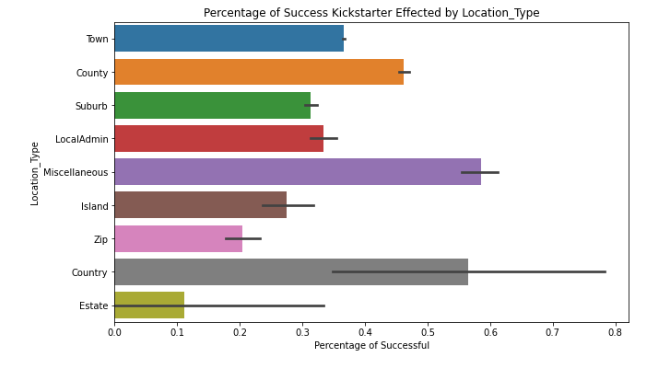 Percentage of Success Kickstarter Effected by Location_Type
Town
County
Suburb
LocalAdmin
Miscellaneous
Island
Zip
Country
Estate
Location_Type
0.0 0.1 0.2 0.3 0.4 0.5 0.6 0.7 0.8
Percentage of Successful